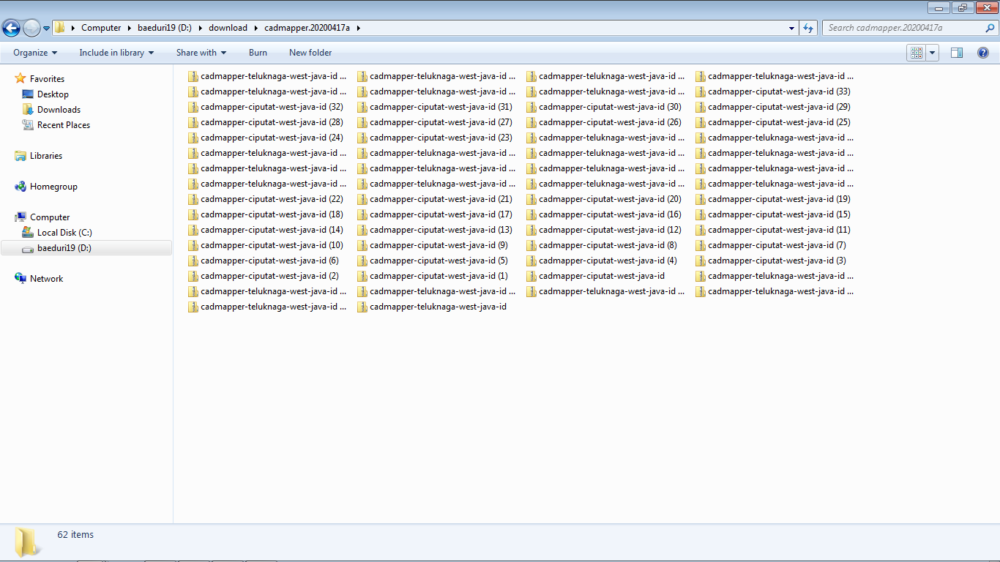 Computer baeduri19 (D:) download cadmapper.20200417a Search cadmapper.20200417a
Organize Include in library Share with Burn New folder
Favorites
Desktop
Downloads
Recent Places
Libraries
Homegroup
Computer
Local Disk (C:)
baeduri19 (D:)
Network
cadmapper-teluknaga-west-java-id ... cadmapper-teluknaga-west-java-id ... cadmapper-teluknaga-west-java-id ... cadmapper-teluknaga-west-java-id ...
cadmapper-teluknaga-west-java-id ... cadmapper-teluknaga-west-java-id ... cadmapper-teluknaga-west-java-id ... cadmapper-ciputat-west-java-id (33)
cadmapper-ciputat-west-java-id (32) cadmapper-ciputat-west-java-id (31) cadmapper-ciputat-west-java-id (30) cadmapper-ciputat-west-java-id (29)
cadmapper-ciputat-west-java-id (28) cadmapper-ciputat-west-java-id (27) cadmapper-ciputat-west-java-id (26) cadmapper-ciputat-west-java-id (25)
cadmapper-ciputat-west-java-id (24) cadmapper-ciputat-west-java-id (23) cadmapper-teluknaga-west-java-id ... cadmapper-teluknaga-west-java-id ...
cadmapper-teluknaga-west-java-id ... cadmapper-teluknaga-west-java-id ... cadmapper-teluknaga-west-java-id ... cadmapper-teluknaga-west-java-id ...
cadmapper-teluknaga-west-java-id ... cadmapper-teluknaga-west-java-id ... cadmapper-teluknaga-west-java-id ... cadmapper-teluknaga-west-java-id ...
cadmapper-teluknaga-west-java-id ... cadmapper-teluknaga-west-java-id ... cadmapper-teluknaga-west-java-id ... cadmapper-teluknaga-west-java-id ...
cadmapper-ciputat-west-java-id (22) cadmapper-ciputat-west-java-id (21) cadmapper-ciputat-west-java-id (20) cadmapper-ciputat-west-java-id (19)
cadmapper-ciputat-west-java-id (18) cadmapper-ciputat-west-java-id (17) cadmapper-ciputat-west-java-id (16) cadmapper-ciputat-west-java-id (15)
cadmapper-ciputat-west-java-id (14) cadmapper-ciputat-west-java-id (13) cadmapper-ciputat-west-java-id (12) cadmapper-ciputat-west-java-id (11)
cadmapper-ciputat-west-java-id (10) cadmapper-ciputat-west-java-id (9) cadmapper-ciputat-west-java-id (8) cadmapper-ciputat-west-java-id (7)
cadmapper-ciputat-west-java-id (6) cadmapper-ciputat-west-java-id (5) cadmapper-ciputat-west-java-id (4) cadmapper-ciputat-west-java-id (3)
cadmapper-ciputat-west-java-id (2) cadmapper-ciputat-west-java-id (1) cadmapper-ciputat-west-java-id cadmapper-teluknaga-west-java-id ...
cadmapper-teluknaga-west-java-id ... cadmapper-teluknaga-west-java-id ... cadmapper-teluknaga-west-java-id ... cadmapper-teluknaga-west-java-id ...
cadmapper-teluknaga-west-java-id ... cadmapper-teluknaga-west-java-id
62 items